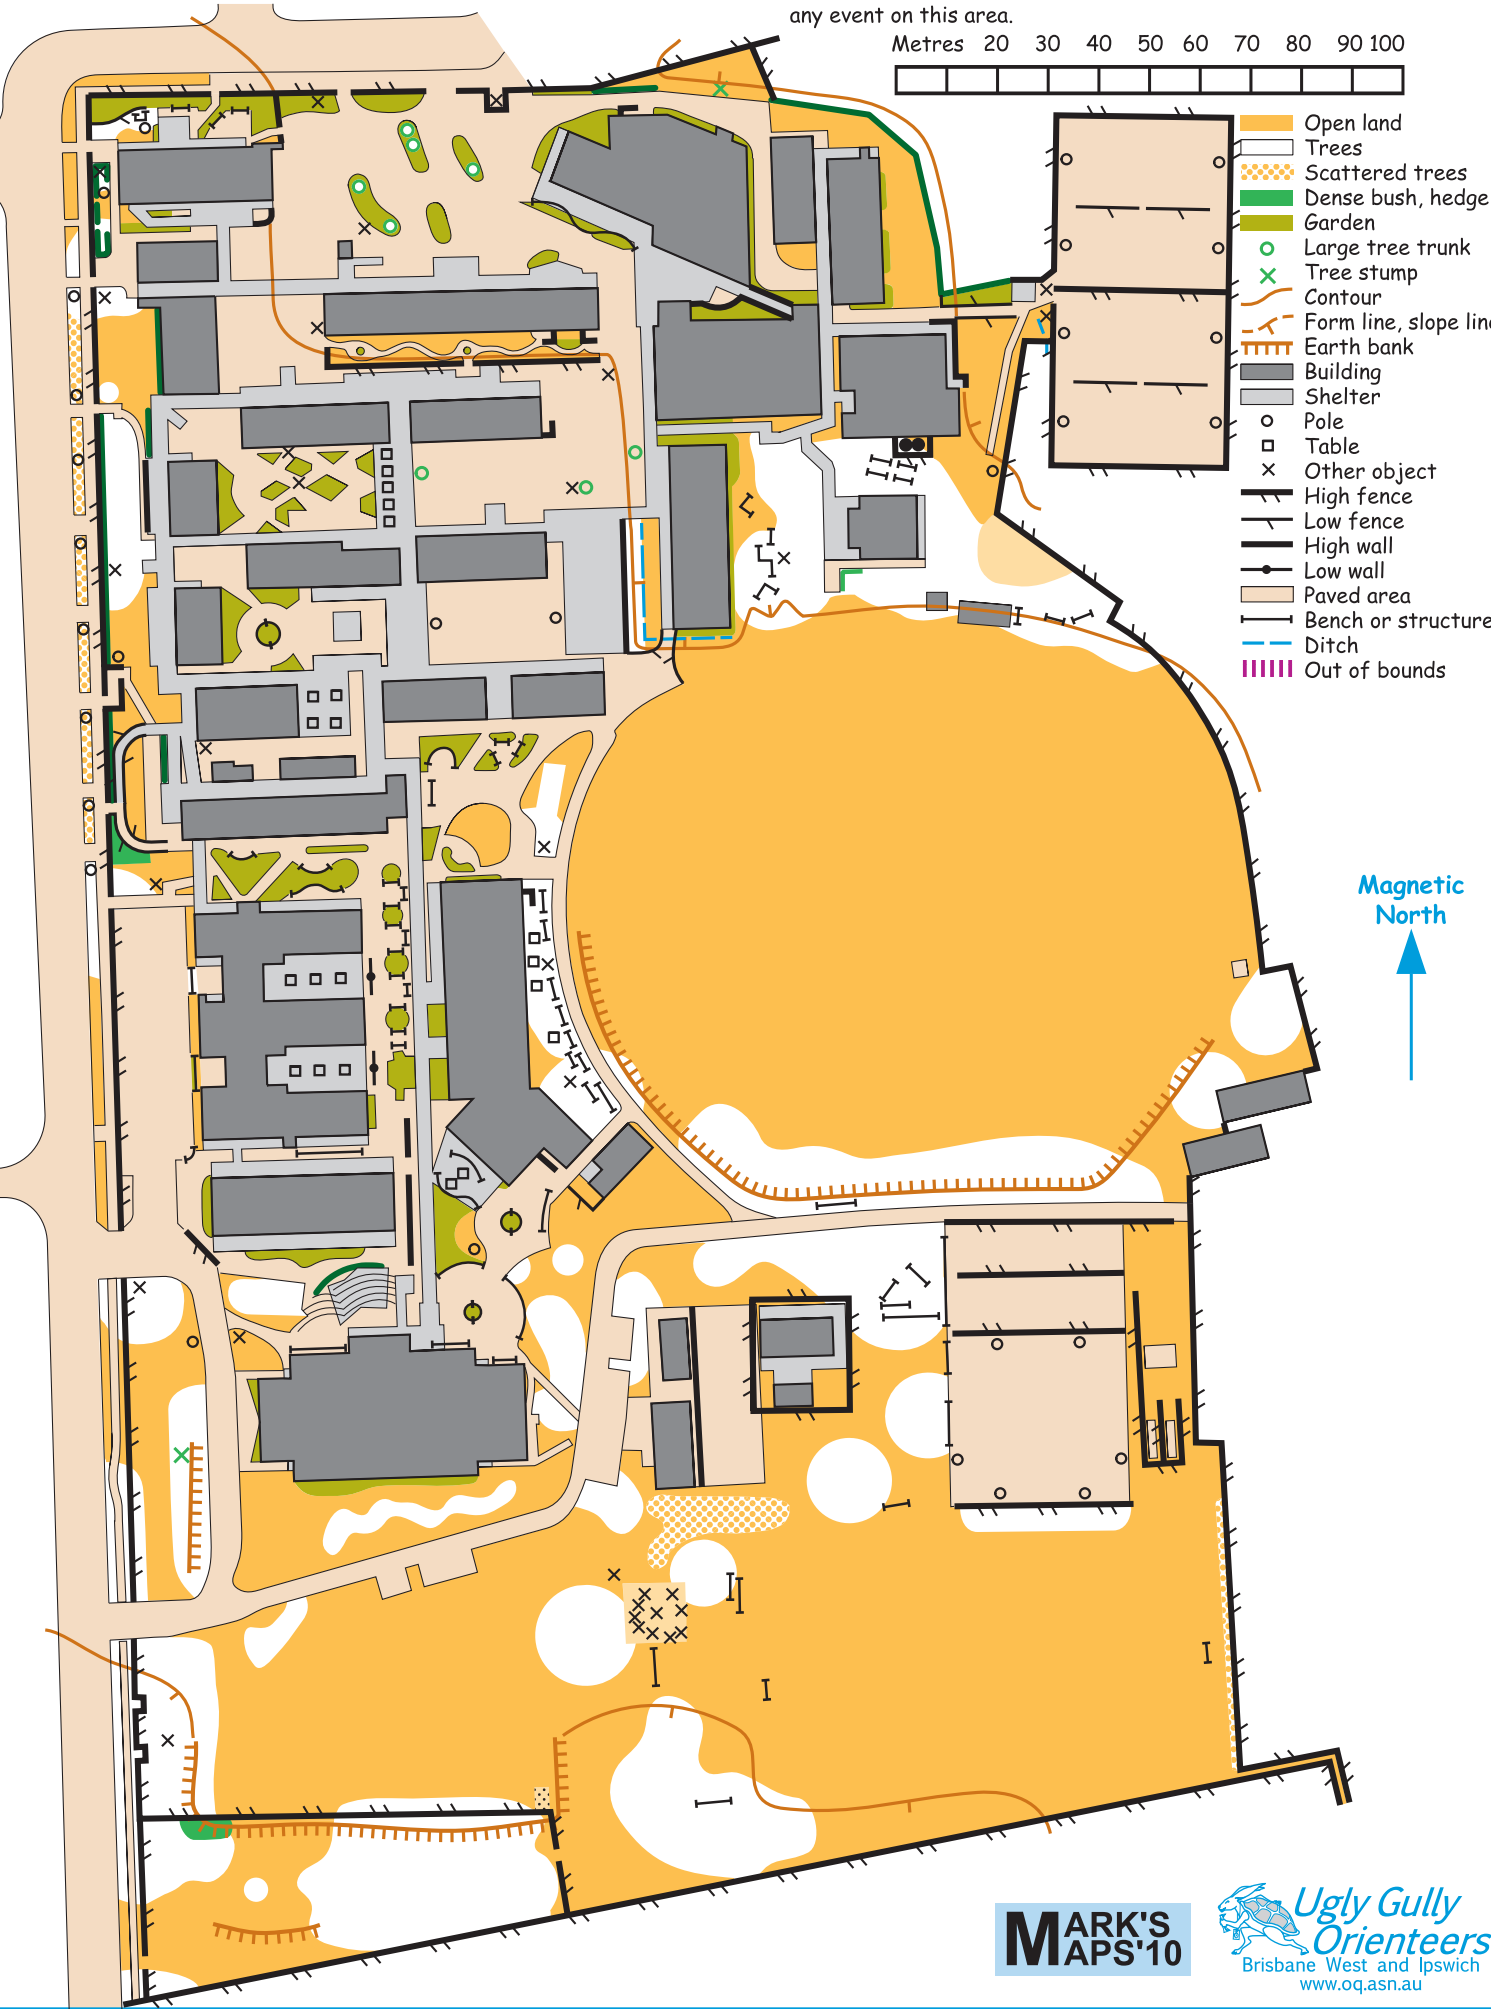 any event on this area.
Metres 20 30 40 50 60 70 80 90 100
Open land
Trees
Scattered trees
Dense bush, hedge
Garden
Large tree trunk
Tree stump
Contour
Form line, slope line
Earth bank
Building
Shelter
Pole
Table
Other object
High fence
Low fence
High wall
Low wall
Paved area
Bench or structure
Ditch
Out of bounds
Magnetic
North
MARK'S
MAPS'10
Ugly Gully
Orienteers
Brisbane West and Ipswich
www.oq.asn.au